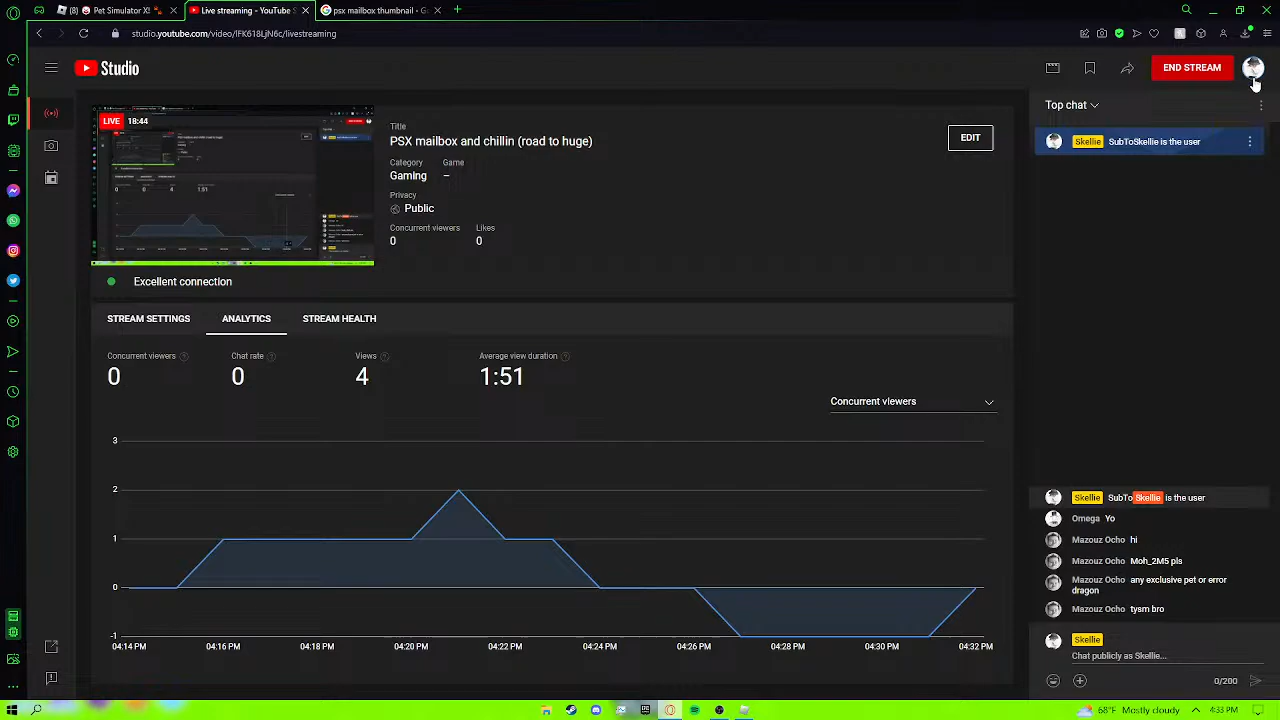 (8) Pet Simulator X!
Live streaming - YouTube S
psx mailbox thumbnail - G
studio.youtube.com/video/IFK618LjN6c/livestreaming
Studio
END STREAM
LIVE 18:44
Title
PSX mailbox and chillin (road to huge)
EDIT
Category Game
Gaming –
Privacy
Public
Concurrent viewers Likes
0 0
Excellent connection
STREAM SETTINGS ANALYTICS STREAM HEALTH
Concurrent viewers Chat rate Views Average view duration
0 0 4 1:51
Concurrent viewers
3
2
1
0
-1
04:14 PM 04:16 PM 04:18 PM 04:20 PM 04:22 PM 04:24 PM 04:26 PM 04:28 PM 04:30 PM 04:32 PM
Top chat
Skellie SubToSkellie is the user
Skellie SubToSkellie is the user
Omega Yo
Mazouz Ocho hi
Mazouz Ocho Moh_2M5 pls
Mazouz Ocho any exclusive pet or error
dragon
Mazouz Ocho tysm bro
Skellie
Chat publicly as Skellie...
0/200
68°F Mostly cloudy 4:33 PM